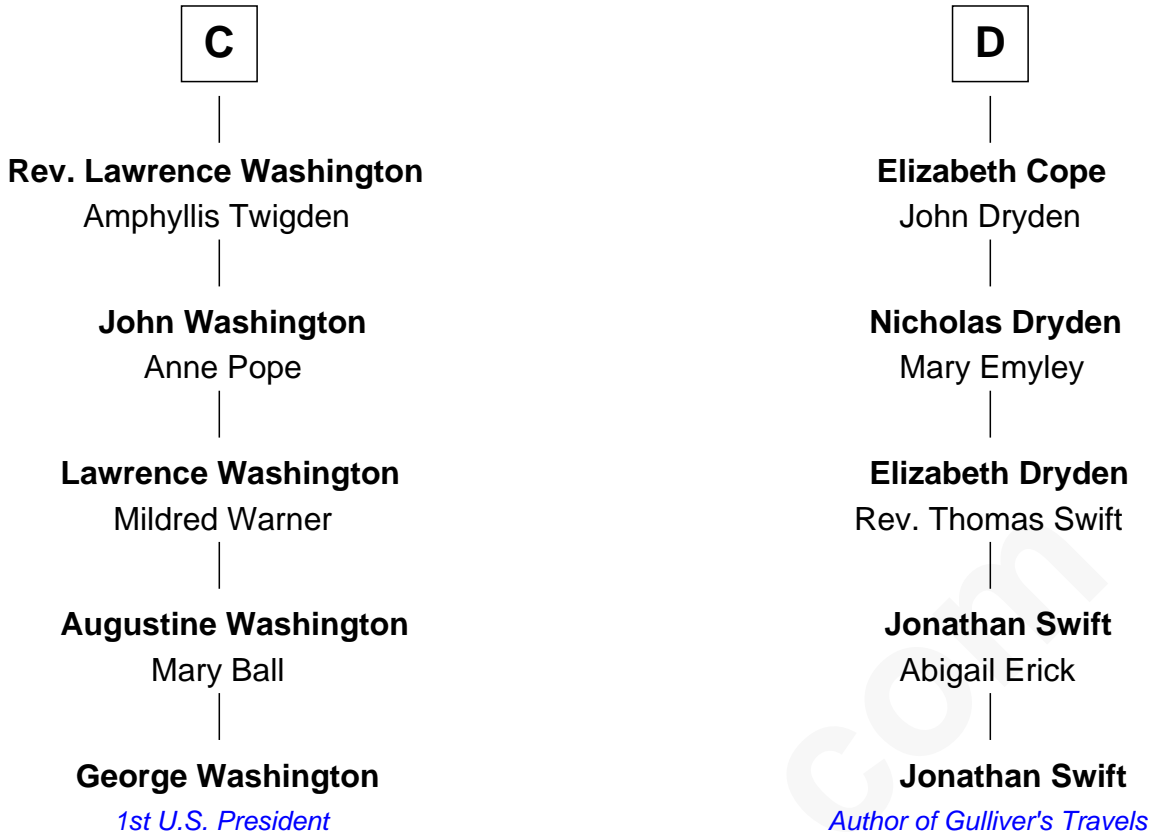 C
Rev. Lawrence Washington
Amphyllis Twigden
John Washington
Anne Pope
Lawrence Washington
Mildred Warner
Augustine Washington
Mary Ball
George Washington
1st U.S. President
D
Elizabeth Cope
John Dryden
Nicholas Dryden
Mary Emyley
Elizabeth Dryden
Rev. Thomas Swift
Jonathan Swift
Abigail Erick
Jonathan Swift
Author of Gulliver's Travels
com